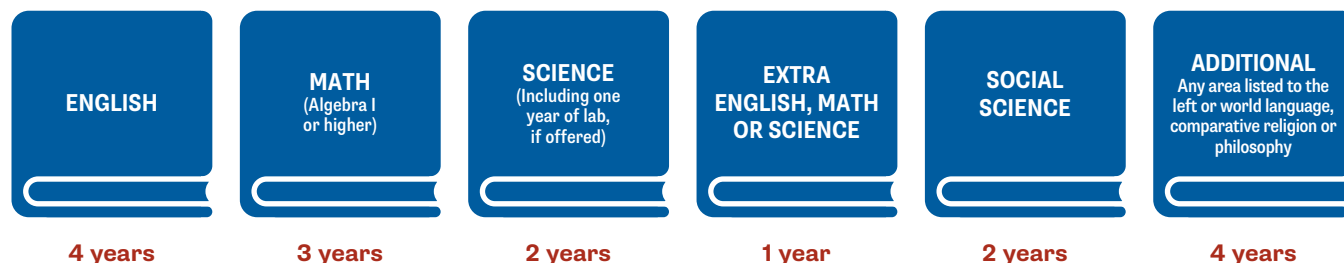 ENGLISH
4 years
MATH
(Algebra I
or higher)
3 years
SCIENCE
(Including one
year of lab,
if offered)
2 years
EXTRA
ENGLISH, MATH
OR SCIENCE
1 year
SOCIAL
SCIENCE
2 years
ADDITIONAL
Any area listed to the
left or world language,
comparative religion or
philosophy
4 years